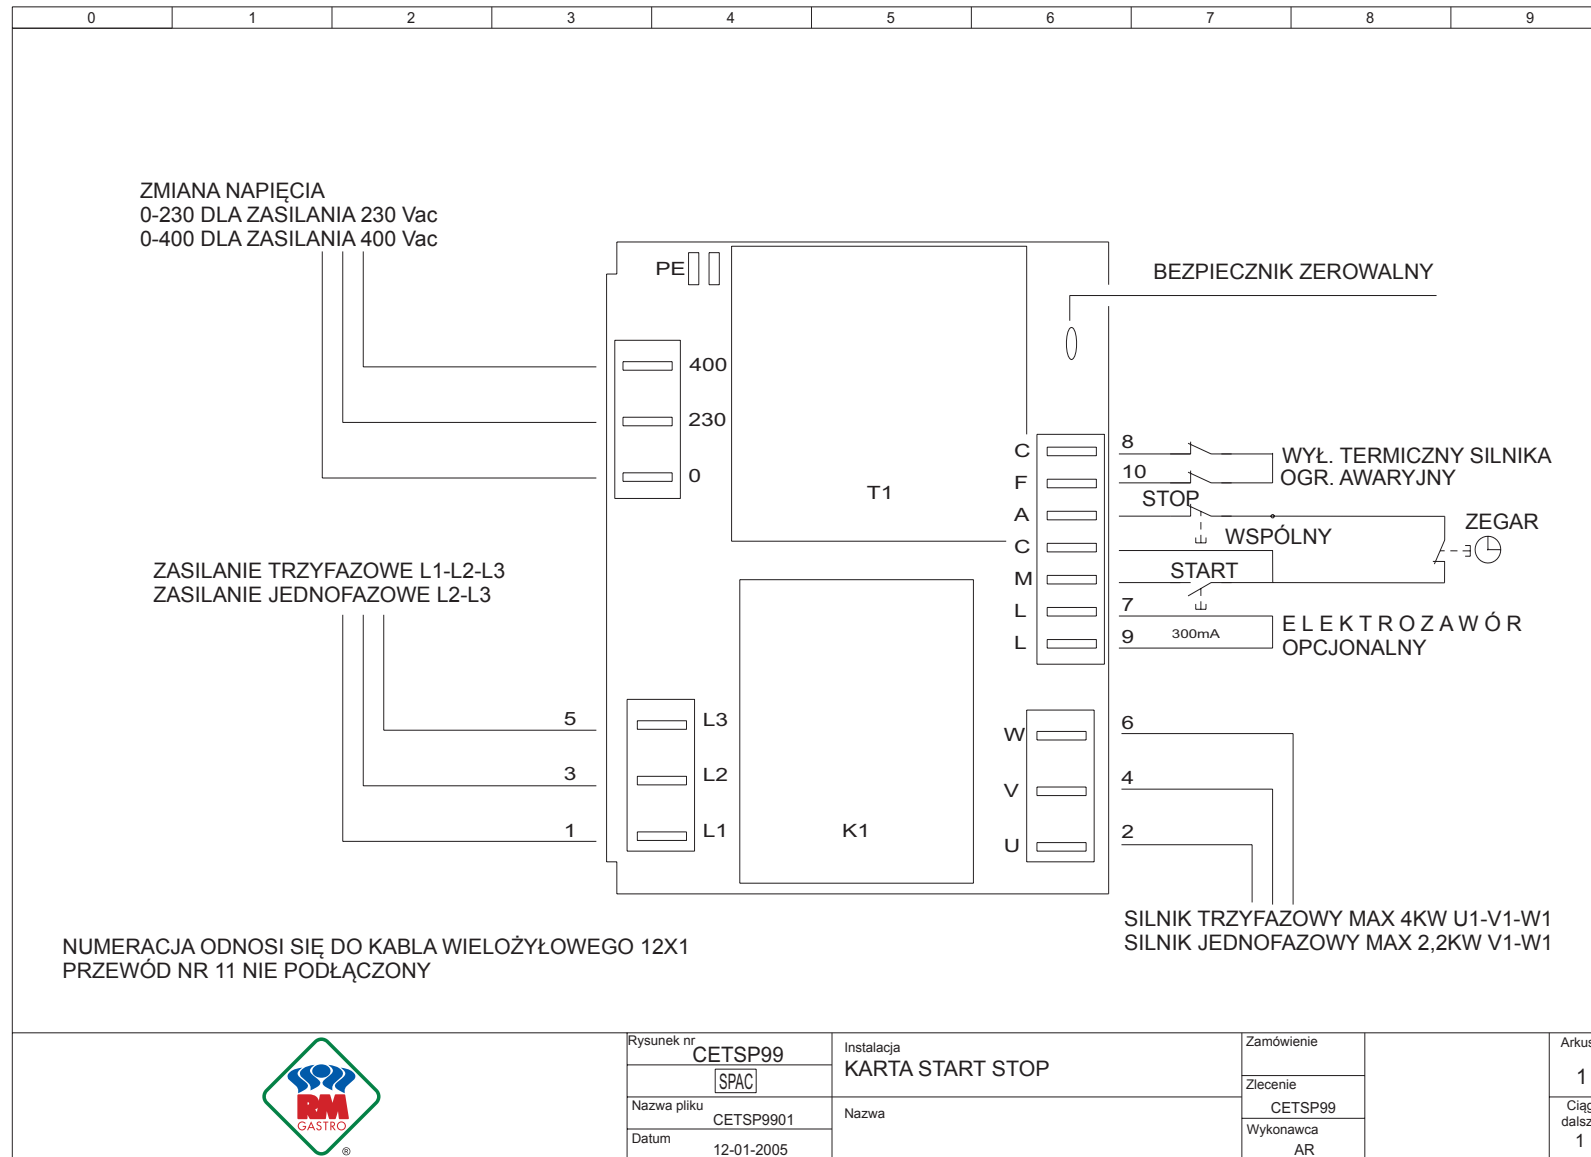 0 1 2 3 4 5 6 7 8 9
ZMIANA NAPIĘCIA
0-230 DLA ZASILANIA 230 Vac
0-400 DLA ZASILANIA 400 Vac
PE
BEZPIECZNIK ZEROWALNY
400
230
0
T1
C 8
F 10
A
C
M
L 7
L 9
WYŁ. TERMICZNY SILNIKA
OGR. AWARYJNY
STOP
WSPÓLNY
ZEGAR
START
300mA
ELEKTROZAWÓR
OPCJONALNY
ZASILANIE TRZYFAZOWE L1-L2-L3
ZASILANIE JEDNOFAZOWE L2-L3
5 L3
3 L2
1 L1
K1
W 6
V 4
U 2
SILNIK TRZYFAZOWY MAX 4KW U1-V1-W1
SILNIK JEDNOFAZOWY MAX 2,2KW V1-W1
NUMERACJA ODNOSI SIĘ DO KABLA WIELOŻYŁOWEGO 12X1
PRZEWÓD NR 11 NIE PODŁĄCZONY
RM
GASTRO
®
Rysunek nr
CETSP99
SPAC
Nazwa pliku
CETSP9901
Datum
12-01-2005
Instalacja
KARTA START STOP
Nazwa
Zamówienie
Zlecenie
CETSP99
Wykonawca
AR
Arkus
1
Ciąg
dalsz
1